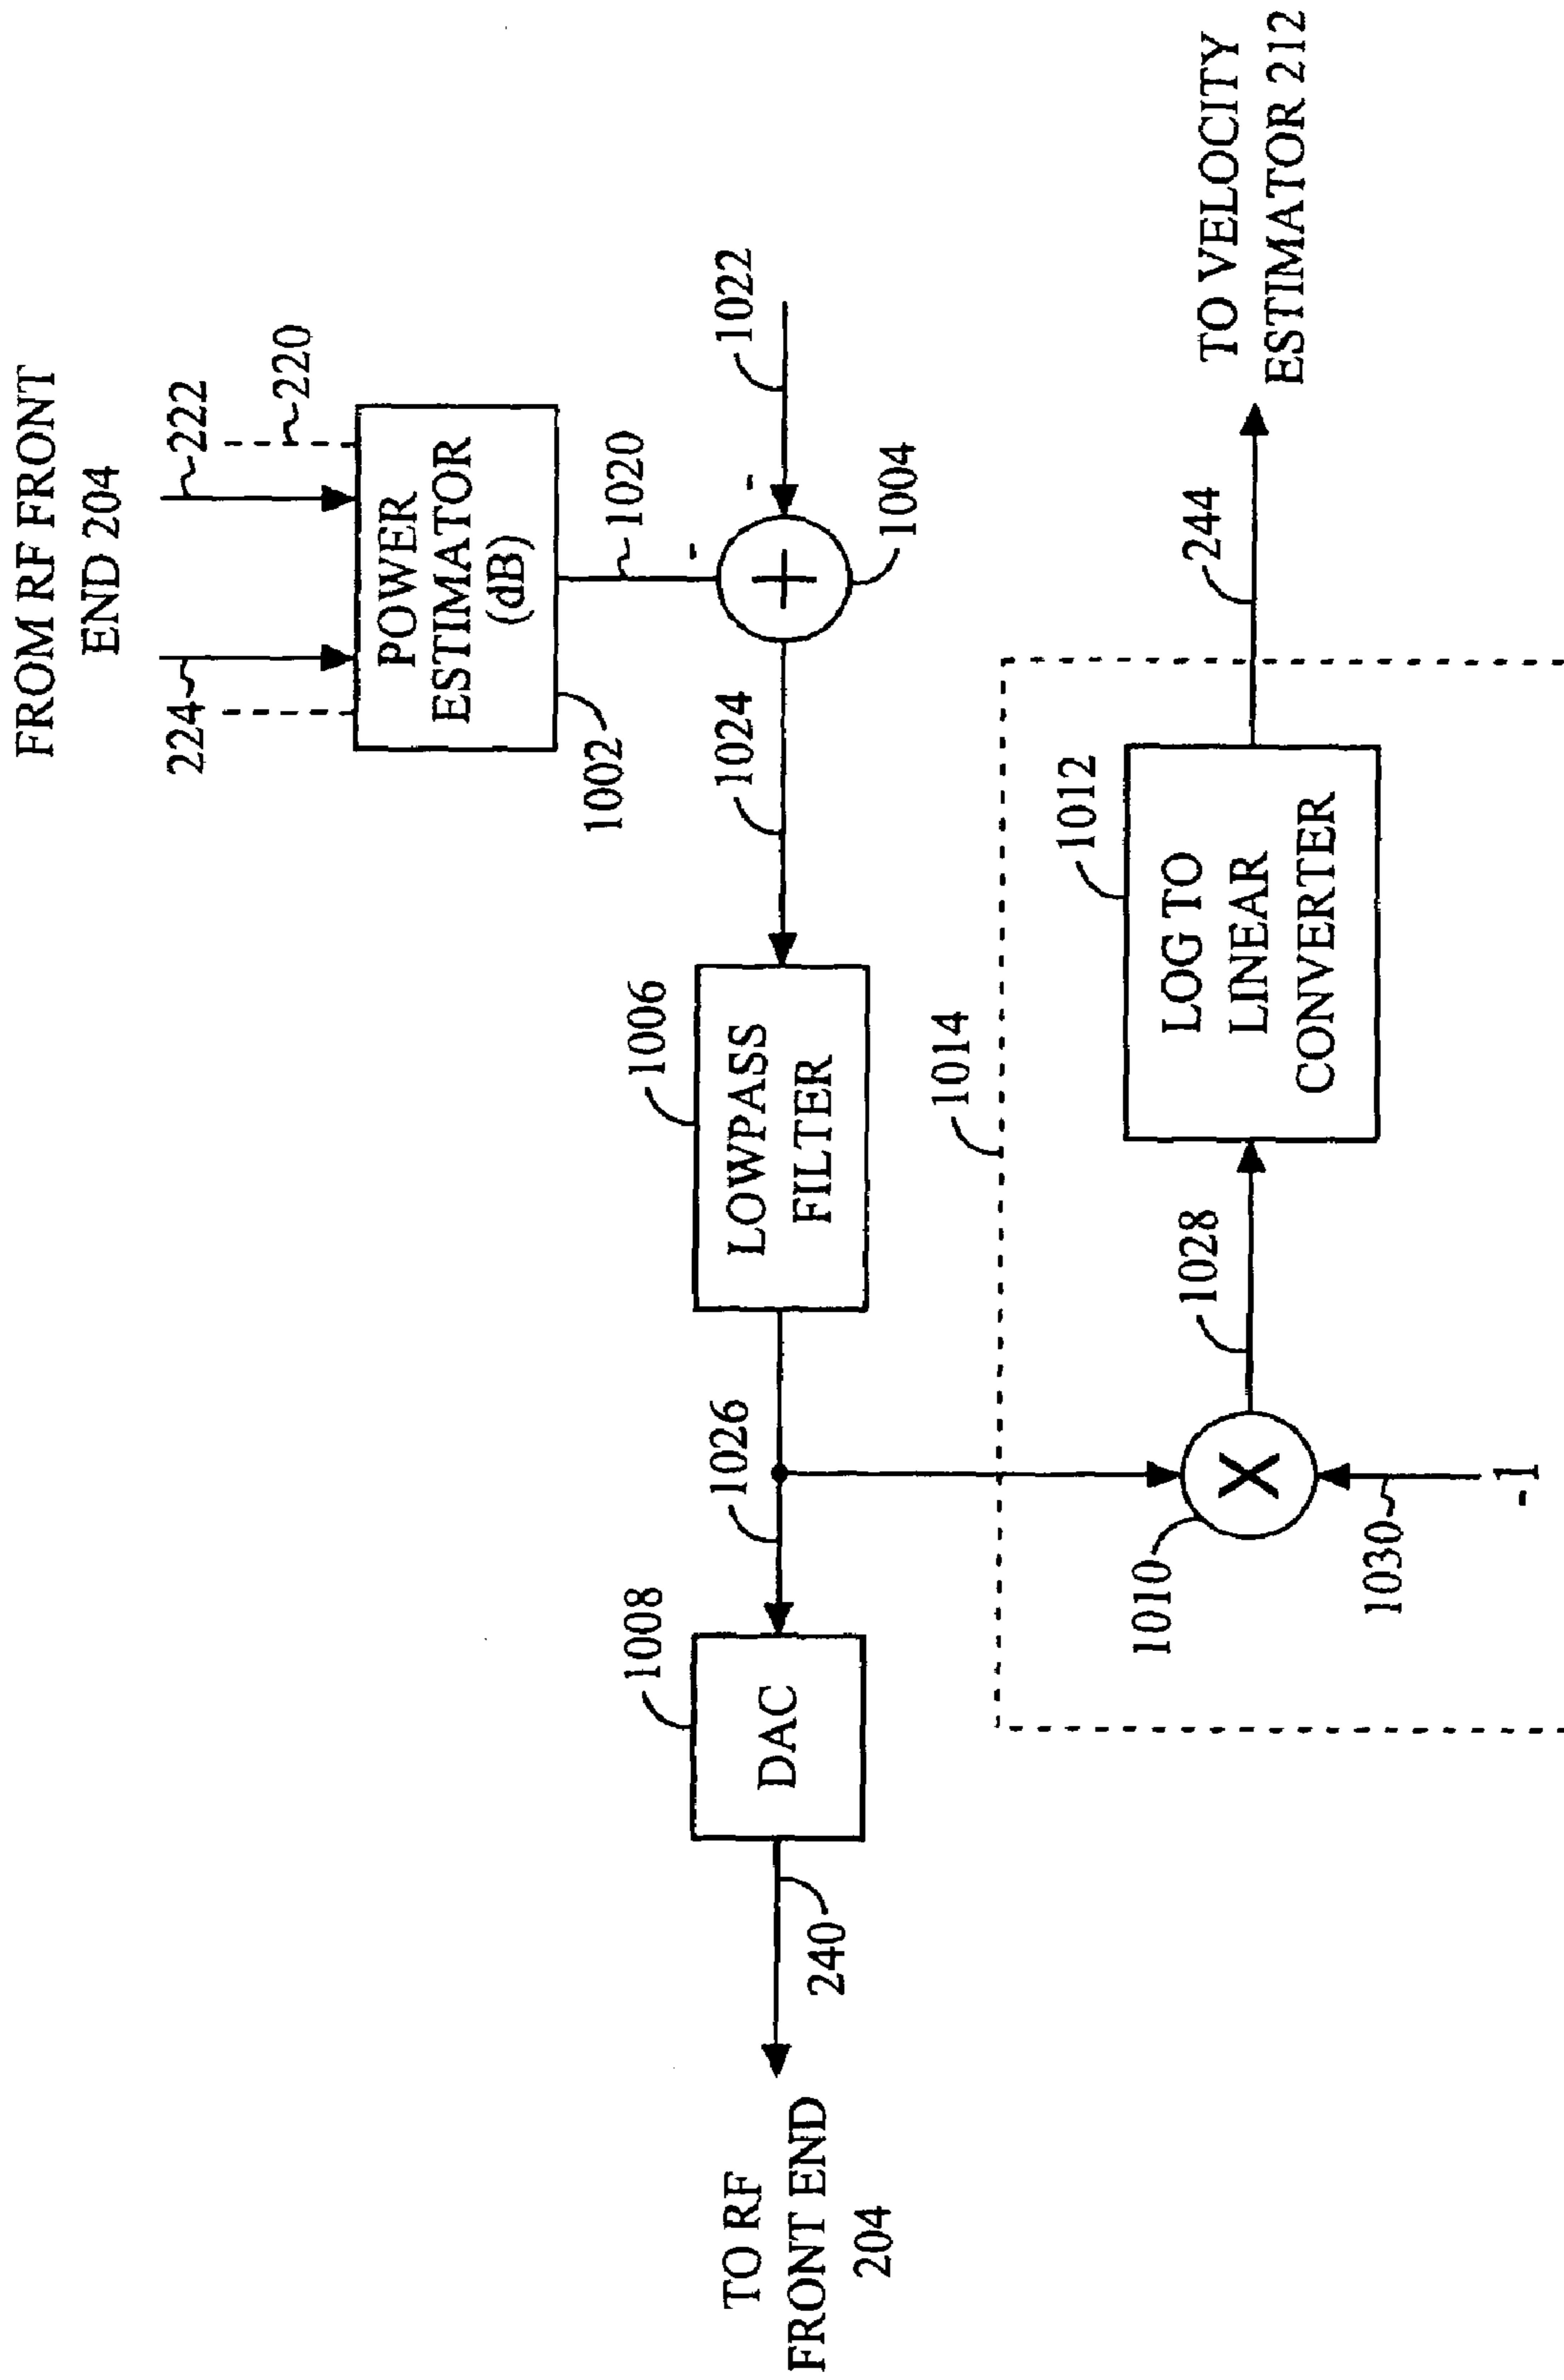 FROM RF FRONT
END 204
224
222
220
POWER
ESTIMATOR
(dB)
1002
1020
-
-
1022
+
1004
1024
1006
LOWPASS
FILTER
1026
1008
DAC
240
TO RF
FRONT END
204
1014
1010
X
1030
-1
1028
1012
LOG TO
LINEAR
CONVERTER
244
TO VELOCITY
ESTIMATOR 212